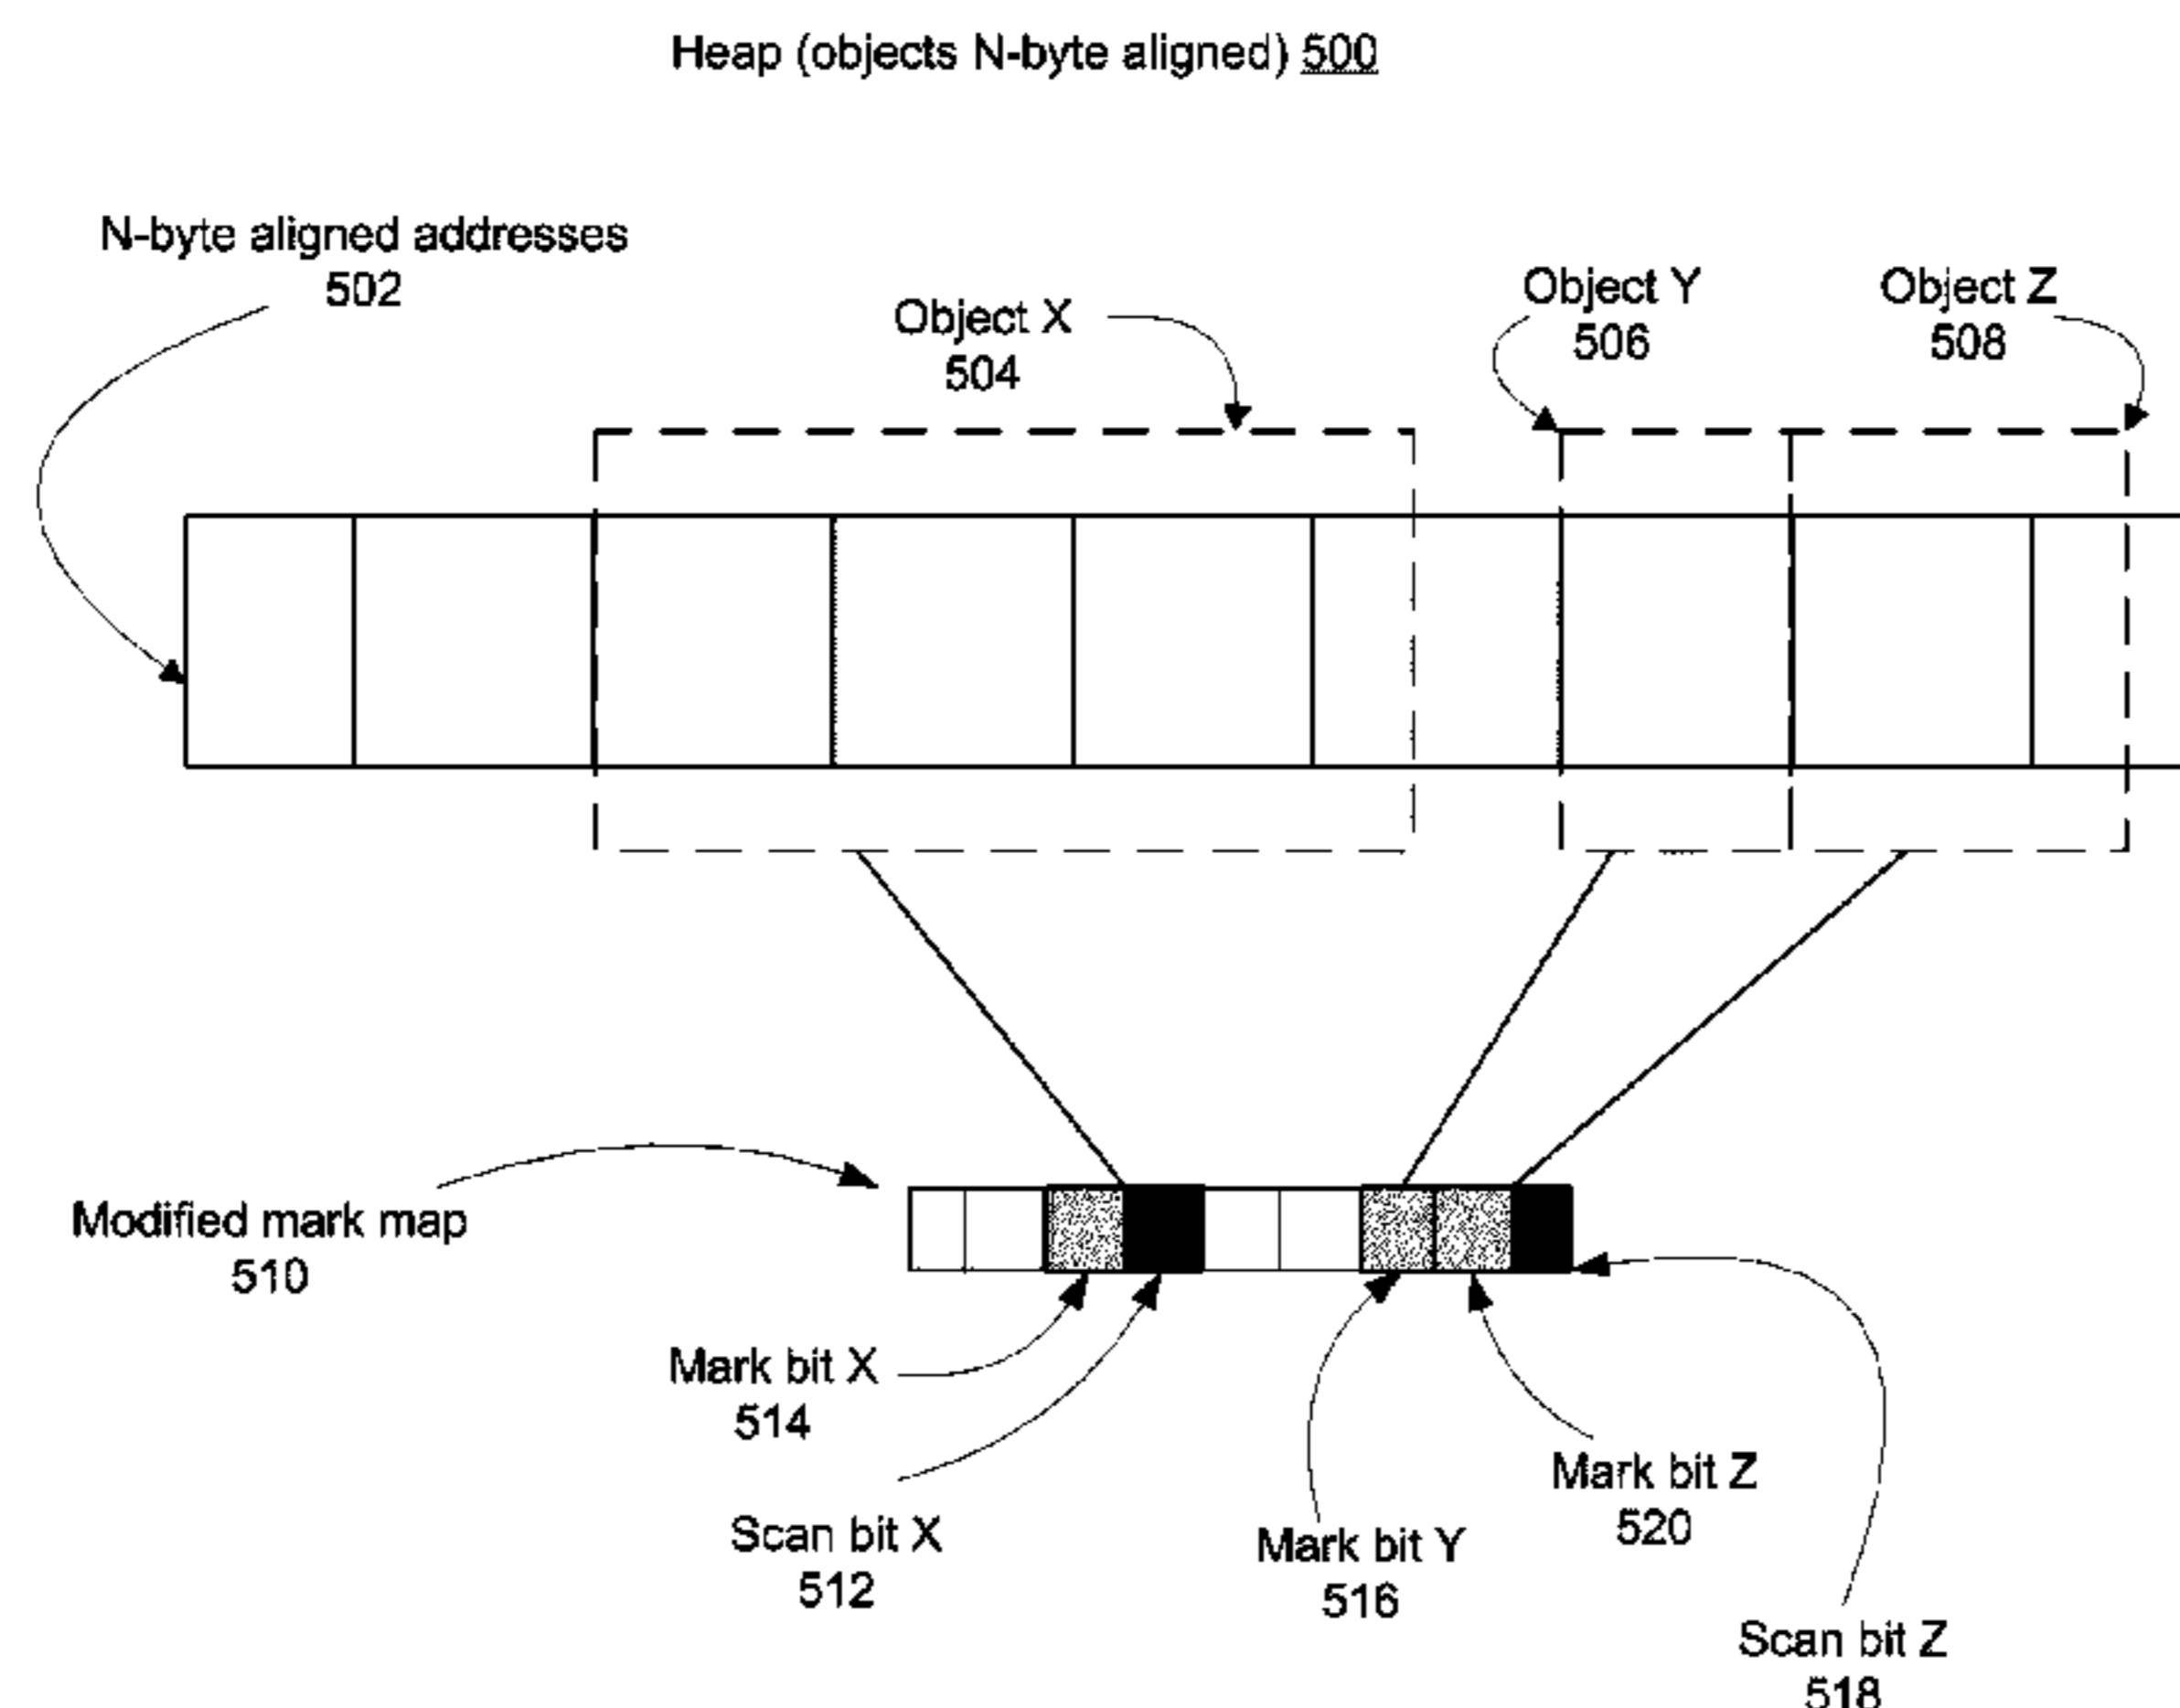 Heap (objects N-byte aligned) 500
N-byte aligned addresses
502
Object X
504
Object Y
506
Object Z
508
Modified mark map
510
Mark bit X
514
Scan bit X
512
Mark bit Y
516
Mark bit Z
520
Scan bit Z
518